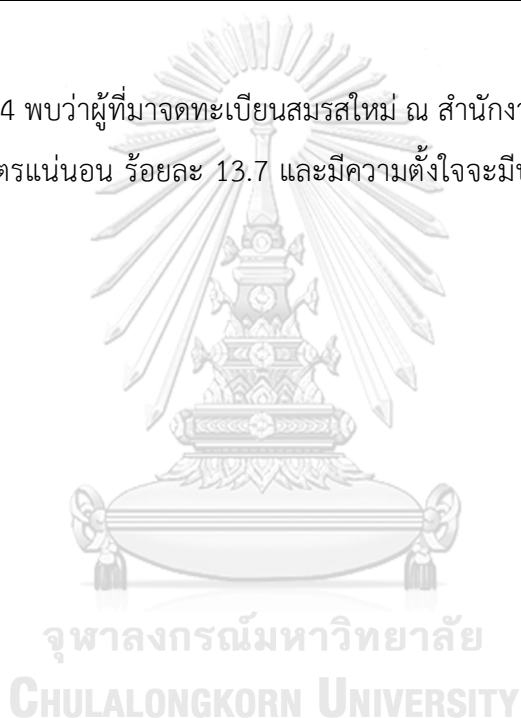 4 พบว่าผู้ที่มาจดทะเบียนสมรสใหม่ ณ สำนักงา
ตรแน่นอน ร้อยละ 13.7 และมีความตั้งใจจะมีบ
จุฬาลงกรณ์มหาวิทยาลัย
CHULALONGKORN UNIVERSITY